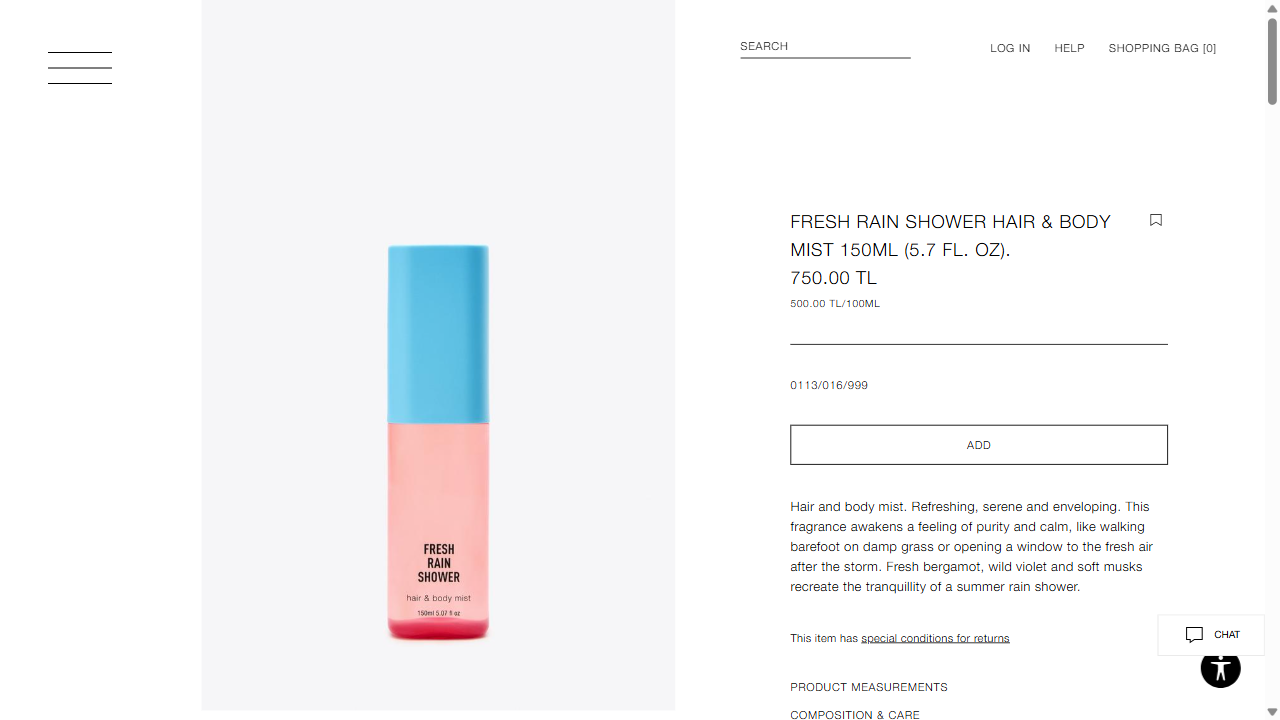 SEARCH
LOG IN
HELP
SHOPPING BAG [0]
FRESH RAIN SHOWER HAIR & BODY
MIST 150ML (5.7 FL. OZ).
750.00 TL
500.00 TL/100ML
0113/016/999
ADD
Hair and body mist. Refreshing, serene and enveloping. This
fragrance awakens a feeling of purity and calm, like walking
barefoot on damp grass or opening a window to the fresh air
after the storm. Fresh bergamot, wild violet and soft musks
recreate the tranquillity of a summer rain shower.
This item has special conditions for returns
PRODUCT MEASUREMENTS
COMPOSITION & CARE
CHAT
FRESH
RAIN
SHOWER
hair & body mist
150ml 5.07 fl oz